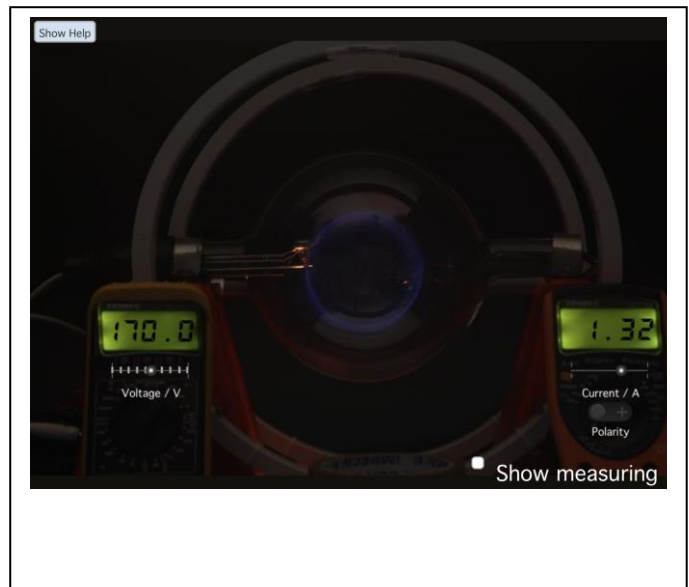 Show Help
170.0
1.32
Voltage / V
Current / A
Polarity
Show measuring